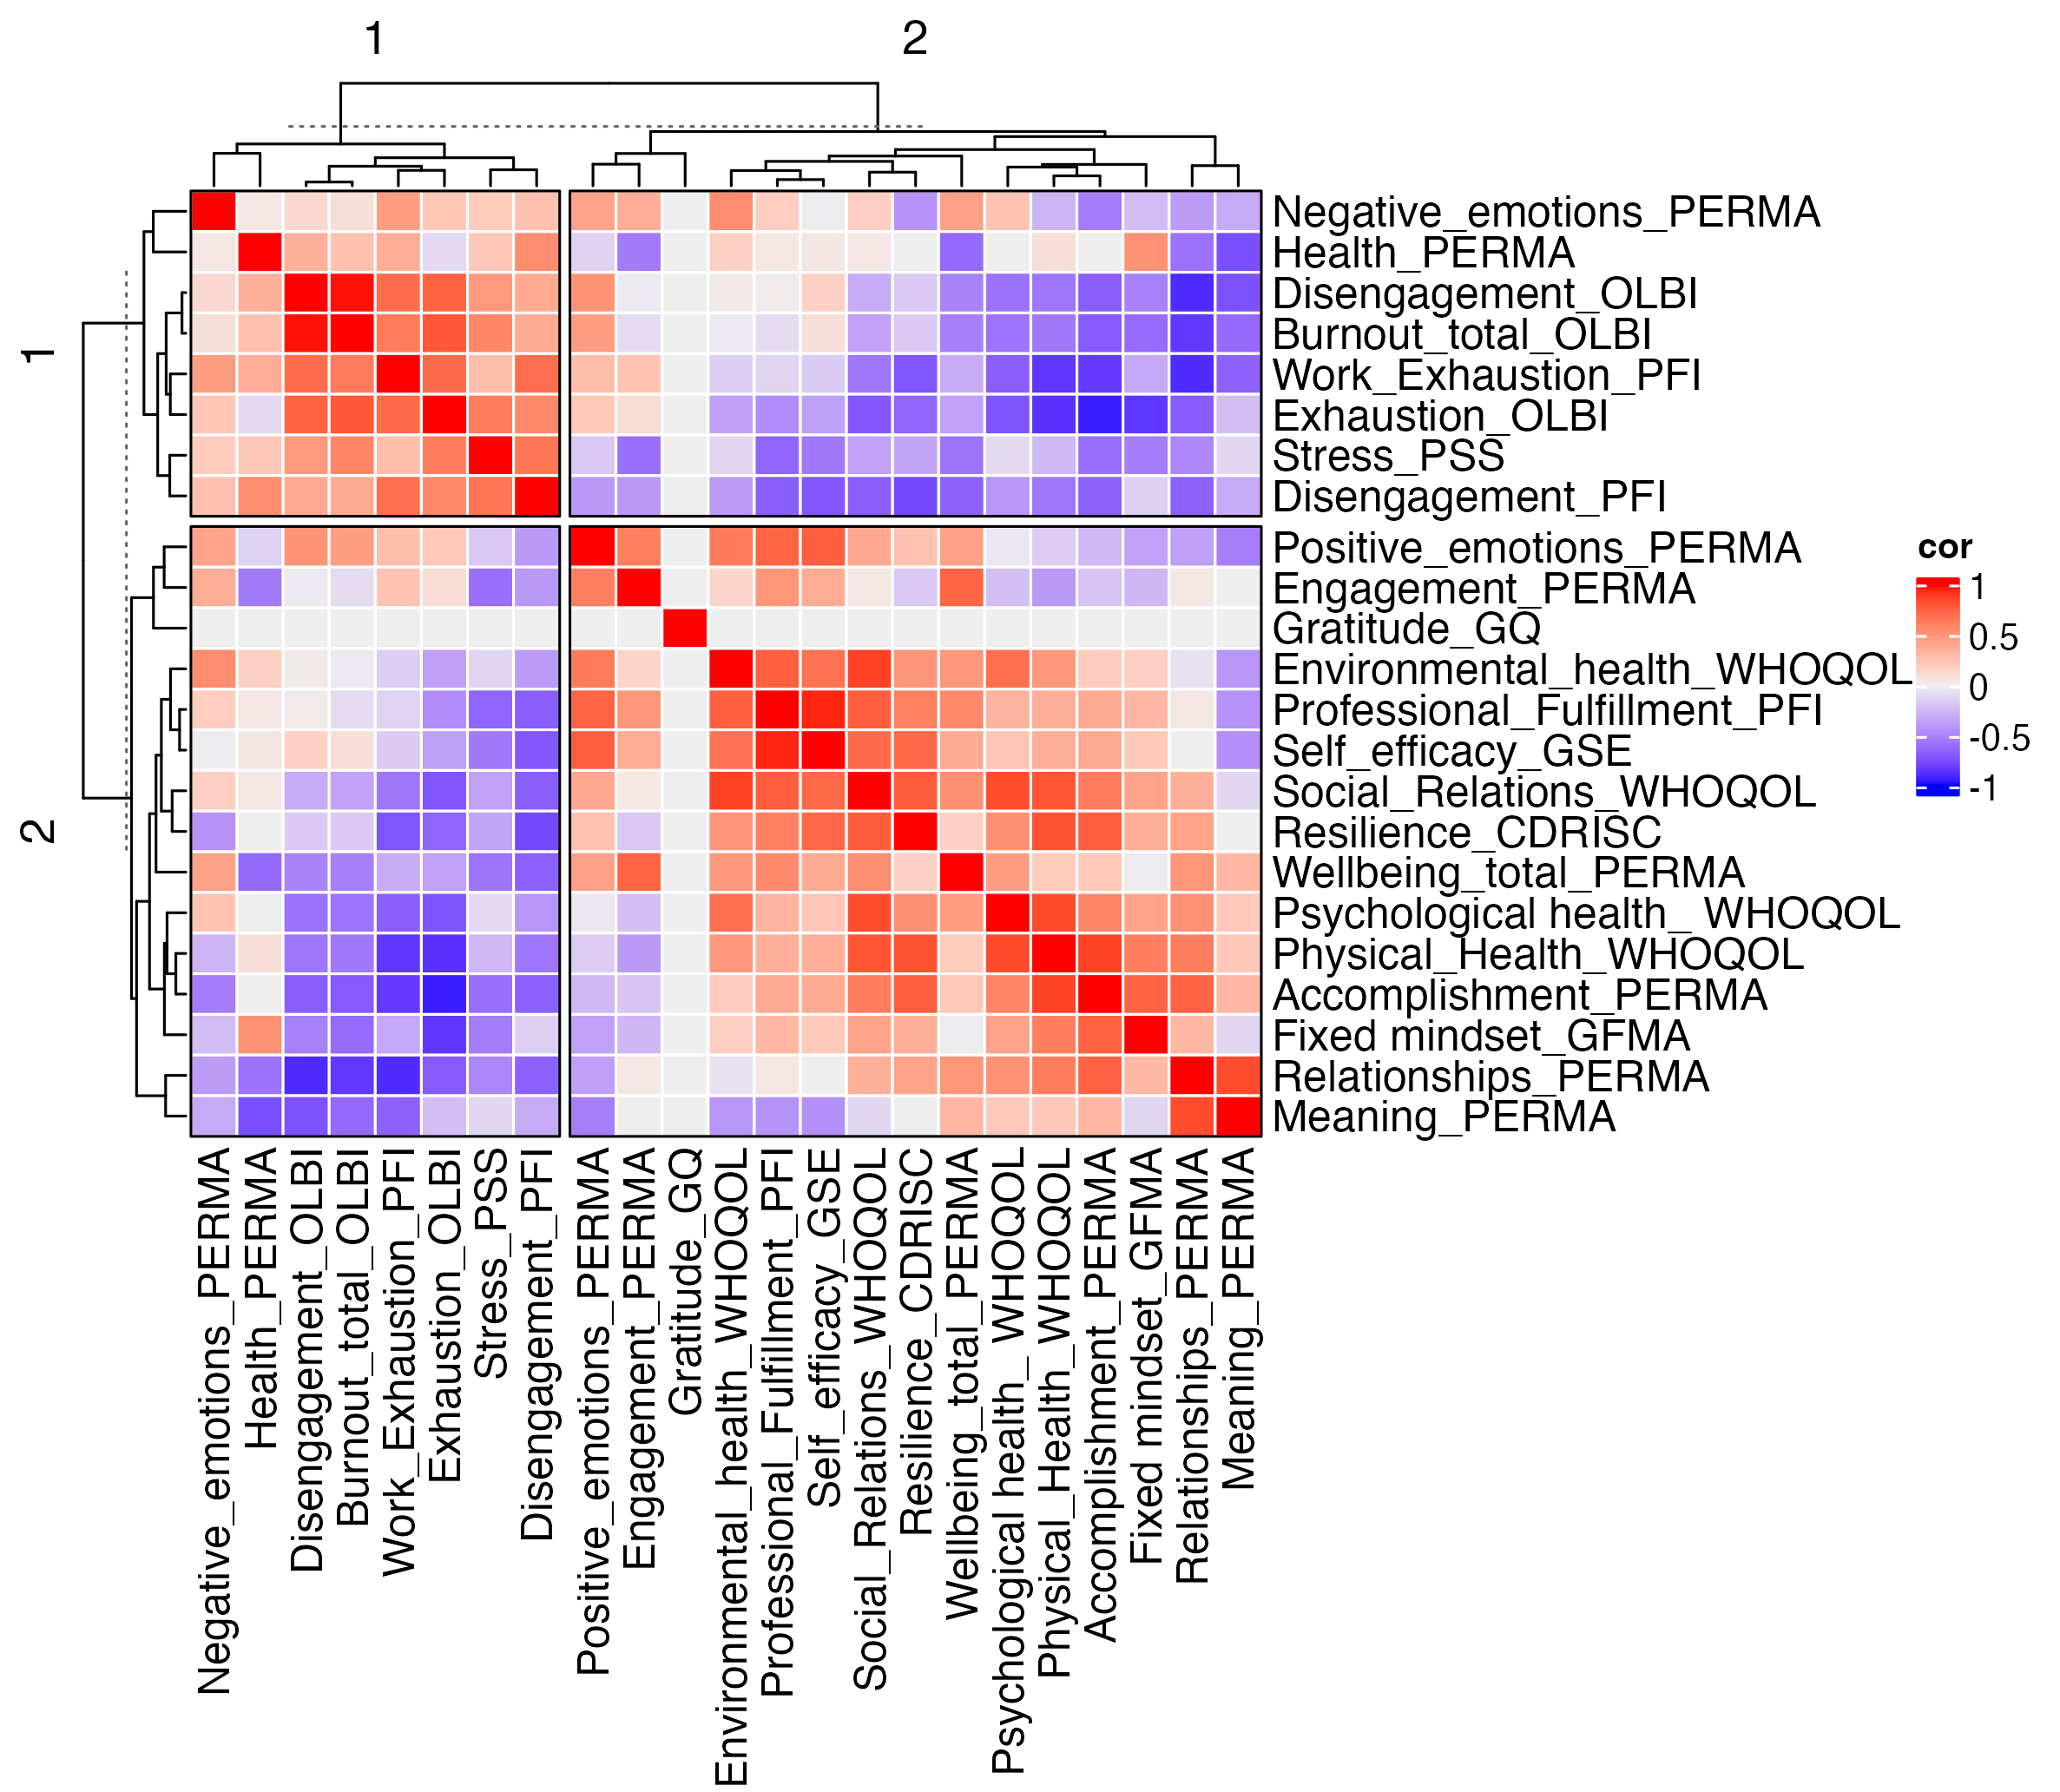 1
2
1
2
Negative_emotions_PERMA
Health_PERMA
Disengagement_OLBI
Burnout_total_OLBI
Work_Exhaustion_PFI
Exhaustion_OLBI
Stress_PSS
Disengagement_PFI
Positive_emotions_PERMA
Engagement_PERMA
Gratitude_GQ
Environmental_health_WHOQOL
Professional_Fulfillment_PFI
Self_efficacy_GSE
Social_Relations_WHOQOL
Resilience_CDRISC
Wellbeing_total_PERMA
Psychological health_ WHOQOL
Physical_Health_WHOQOL
Accomplishment_PERMA
Fixed mindset_GFMA
Relationships_PERMA
Meaning_PERMA
cor
1
0.5
0
-0.5
-1
Negative_emotions_PERMA
Health_PERMA
Disengagement_OLBI
Burnout_total_OLBI
Work_Exhaustion_PFI
Exhaustion_OLBI
Stress_PSS
Disengagement_PFI
Positive_emotions_PERMA
Engagement_PERMA
Gratitude_GQ
Environmental_health_WHOQOL
Professional_Fulfillment_PFI
Self_efficacy_GSE
Social_Relations_WHOQOL
Resilience_CDRISC
Wellbeing_total_PERMA
Psychological health_ WHOQOL
Physical_Health_WHOQOL
Accomplishment_PERMA
Fixed mindset_GFMA
Relationships_PERMA
Meaning_PERMA